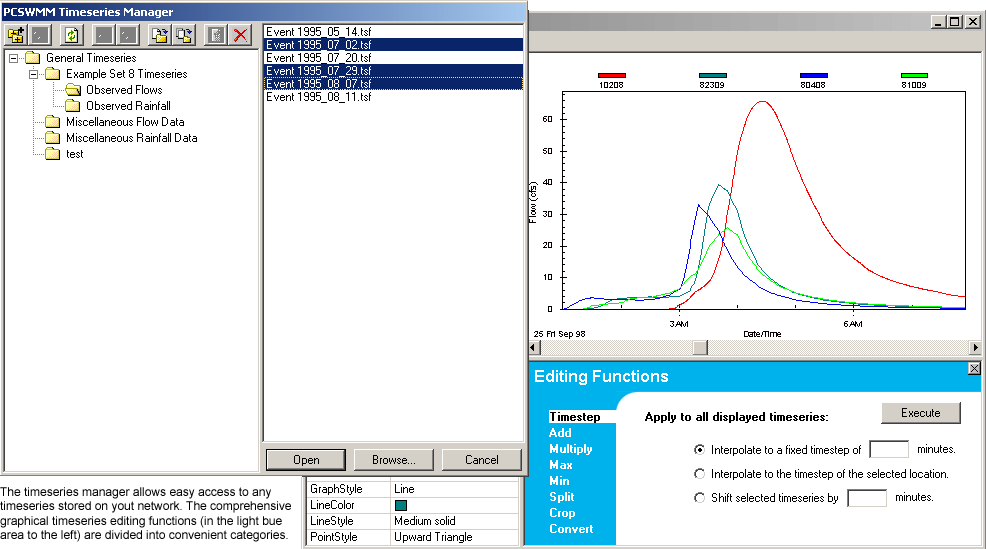 PCSWMM Timeseries Manager
General Timeseries
Example Set 8 Timeseries
Observed Flows
Observed Rainfall
Miscellaneous Flow Data
Miscellaneous Rainfall Data
test
Event 1995_05_14.tsf
Event 1995_07_02.tsf
Event 1995_07_20.tsf
Event 1995_07_29.tsf
Event 1995_08_07.tsf
Event 1995_08_11.tsf
Open
Browse...
Cancel
10208
82309
80408
81009
60
50
40
30
20
10
0
Flow (cfs)
3 AM
6 AM
25 Fri Sep 98
Date/Time
Editing Functions
Timestep
Add
Multiply
Max
Min
Split
Crop
Convert
Apply to all displayed timeseries:
Execute
Interpolate to a fixed timestep of minutes.
Interpolate to the timestep of the selected location.
Shift selected timeseries by minutes.
GraphStyle Line
LineColor
LineStyle Medium solid
PointStyle Upward Triangle
The timeseries manager allows easy access to any
timeseries stored on yout network. The comprehensive
graphical timeseries editing functions (in the light bue
area to the left) are divided into convenient categories.